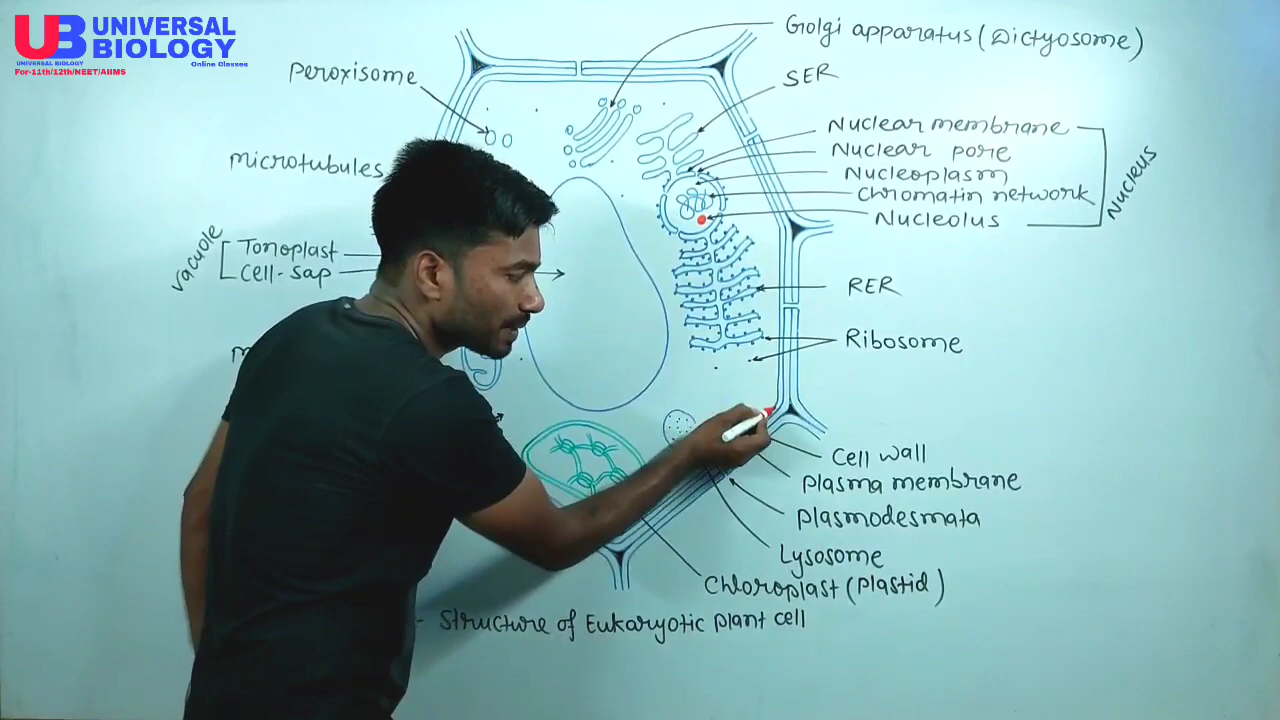 UB UNIVERSAL
BIOLOGY
UNIVERSAL BIOLOGY
Online Classes
For-11th/12th/NEET/AIIMS
Golgi apparatus (Dictyosome)
Peroxisome
SER
Nuclear membrane
Nuclear pore
Nucleoplasm
Chromatin network
Nucleolus
Nucleus
microtubules
Vacuole
Tonoplast
Cell-sap
RER
Ribosome
Cell wall
Plasma membrane
Plasmodesmata
Lysosome
Chloroplast (Plastid)
- Structure of Eukaryotic plant cell